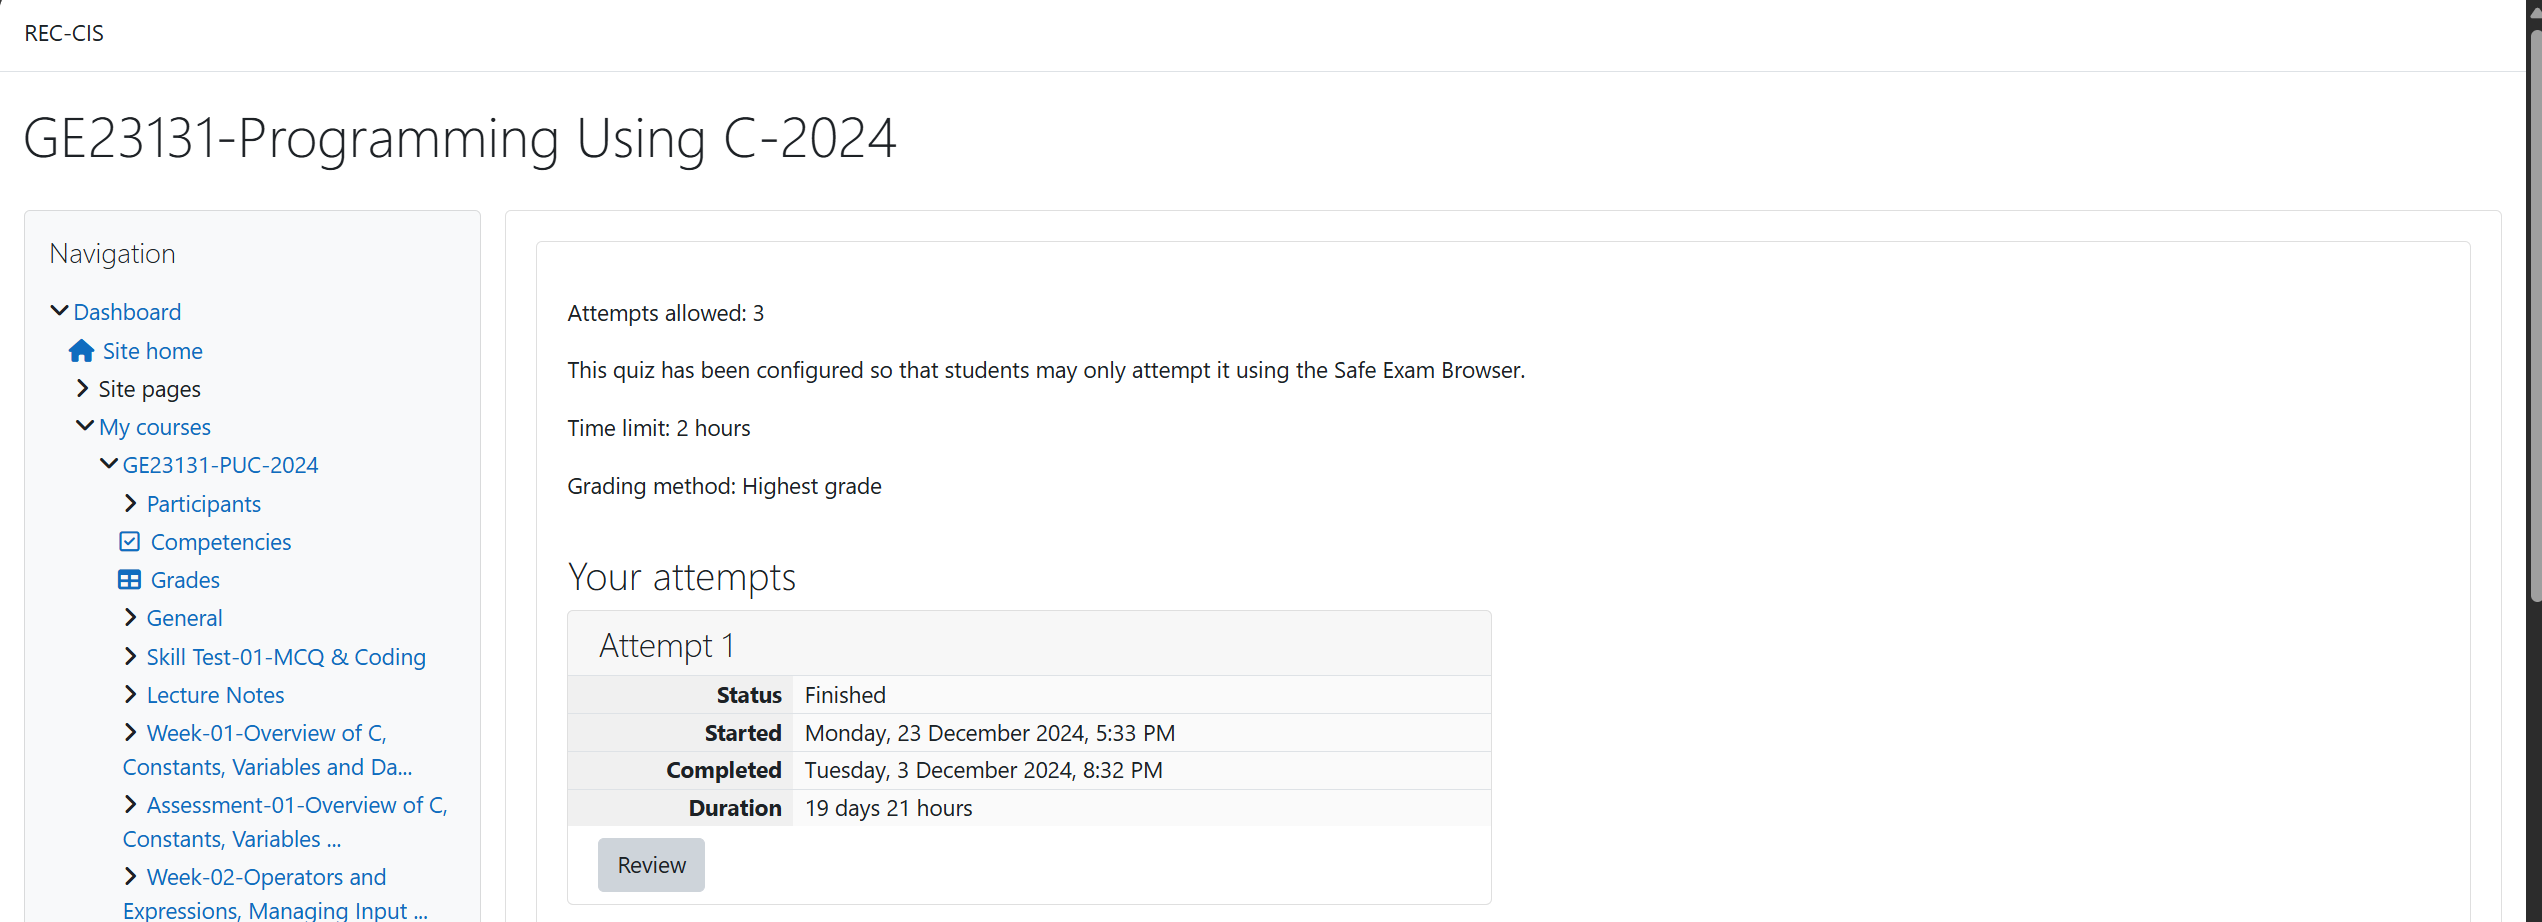 REC-CIS
GE23131-Programming Using C-2024
Navigation
Dashboard
Site home
Site pages
My courses
GE23131-PUC-2024
Participants
Competencies
Grades
General
Skill Test-01-MCQ & Coding
Lecture Notes
Week-01-Overview of C,
Constants, Variables and Da...
Assessment-01-Overview of C,
Constants, Variables ...
Week-02-Operators and
Expressions, Managing Input ...
Attempts allowed: 3
This quiz has been configured so that students may only attempt it using the Safe Exam Browser.
Time limit: 2 hours
Grading method: Highest grade
Your attempts
Attempt 1
Status Finished
Started Monday, 23 December 2024, 5:33 PM
Completed Tuesday, 3 December 2024, 8:32 PM
Duration 19 days 21 hours
Review